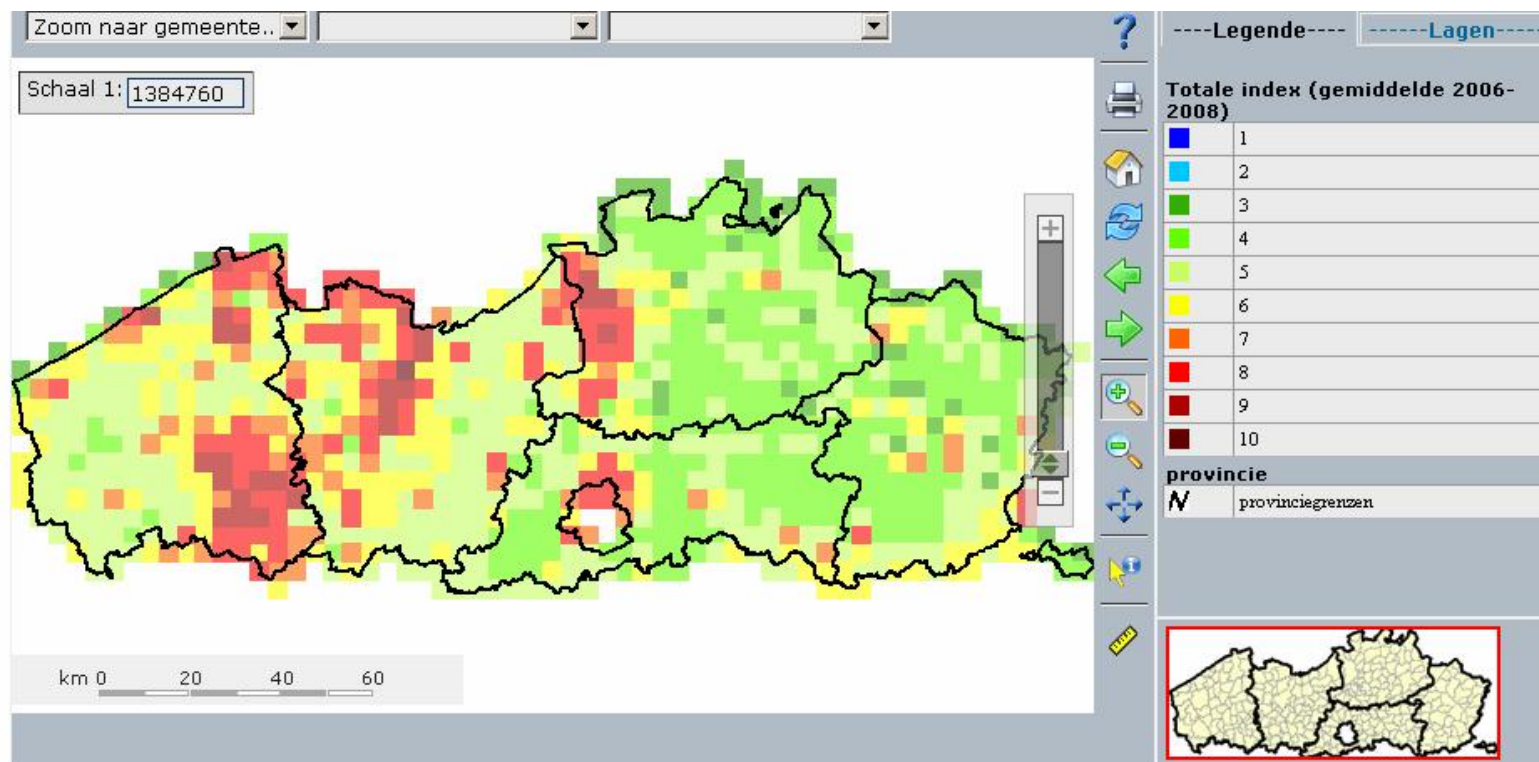 Zoom naar gemeente..
----Legende---- ------Lagen-----
Schaal 1: 1384760
Totale index (gemiddelde 2006-
2008)
1
2
3
4
5
6
7
8
9
10
provincie
N provinciegrenzen
km 0 20 40 60